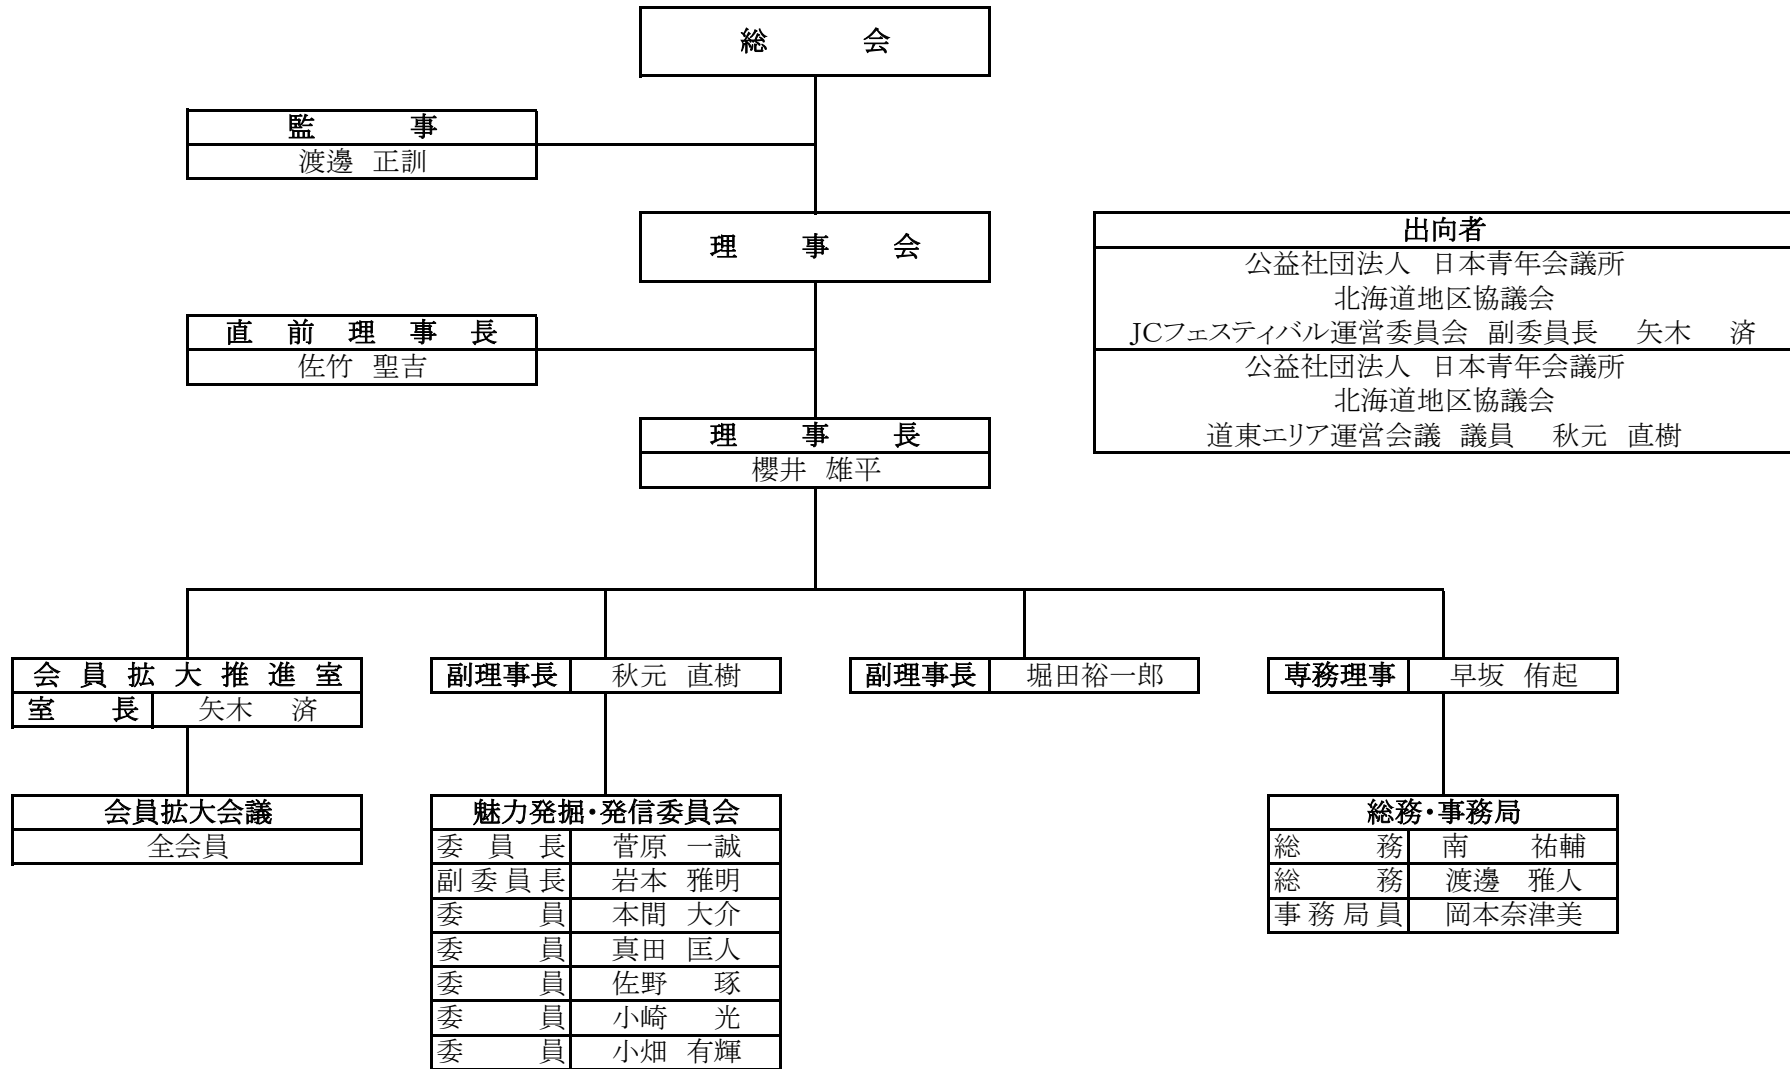 総　会
監　事
渡邊 正訓
理　事　会
直 前 理 事 長
佐竹 聖吉
理　事　長
櫻井 雄平
出向者
公益社団法人 日本青年会議所
北海道地区協議会
JCフェスティバル運営委員会 副委員長 矢木 済
公益社団法人 日本青年会議所
北海道地区協議会
道東エリア運営会議 議員 秋元 直樹
会 員 拡 大 推 進 室
室 長 矢木 済
会員拡大会議
全会員
副理事長 秋元 直樹
魅力発掘・発信委員会
委 員 長 菅原 一誠
副 委 員 長 岩本 雅明
委 員 本間 大介
委 員 真田 匡人
委 員 佐野 琢
委 員 小崎 光
委 員 小畑 有輝
副理事長 堀田裕一郎
専務理事 早坂 侑起
総務・事務局
総 務 南 祐輔
総 務 渡邊 雅人
事 務 局 員 岡本奈津美